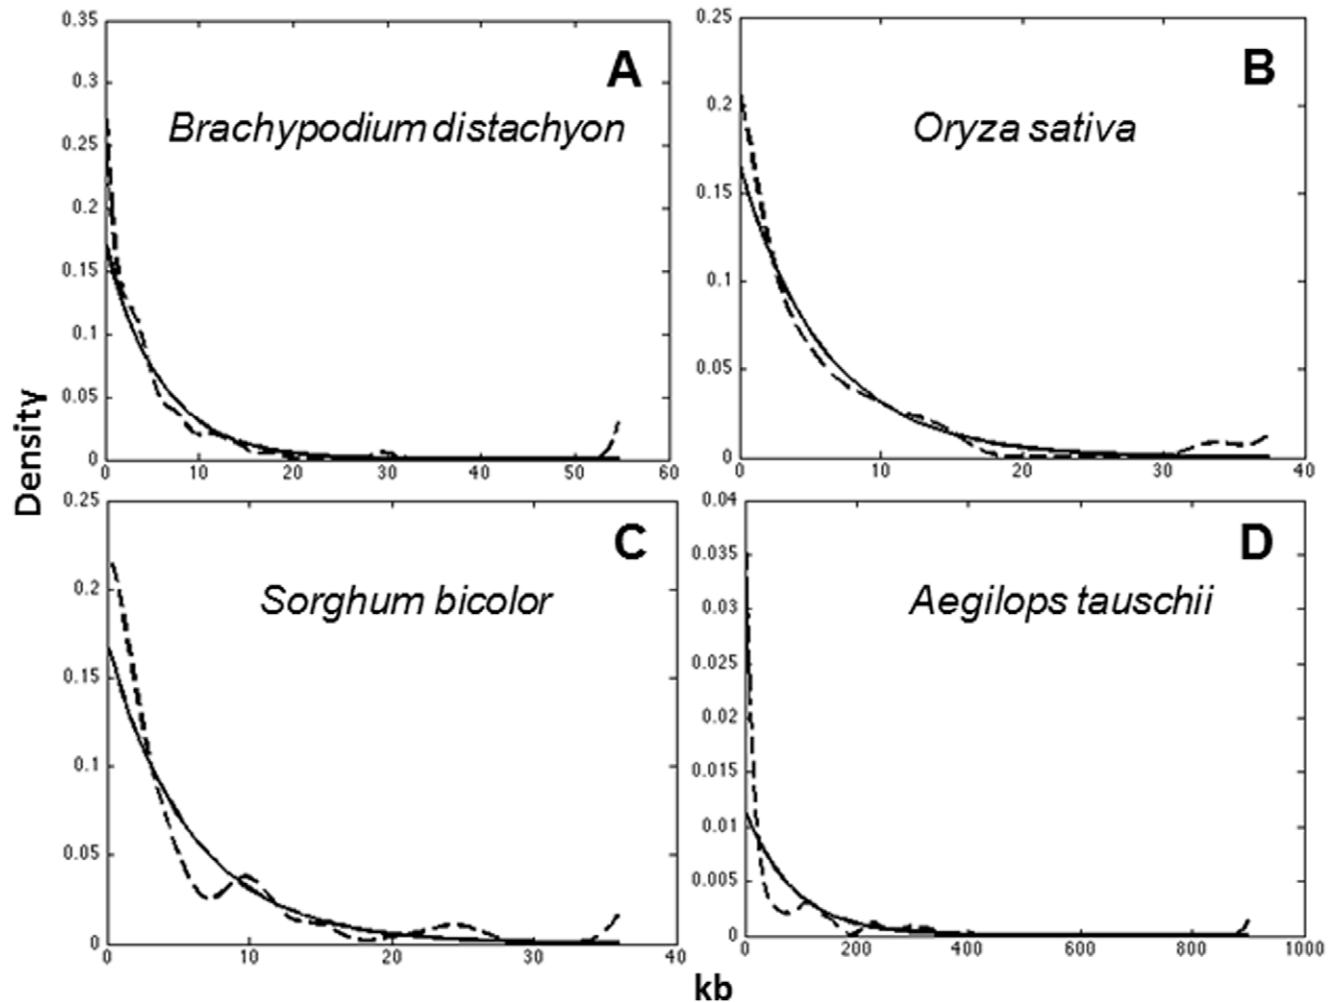 0.35
0.3
0.25
0.2
0.15
0.1
0.05
0
0 10 20 30 40 50 60
A
Brachypodium distachyon
0.25
0.2
0.15
0.1
0.05
0
0 10 20 30 40
B
Oryza sativa
Density
0.25
0.2
0.15
0.1
0.05
0
0 10 20 30 40
C
Sorghum bicolor
0.04
0.035
0.03
0.025
0.02
0.015
0.01
0.005
0
0 200 400 600 800 1000
D
Aegilops tauschii
kb